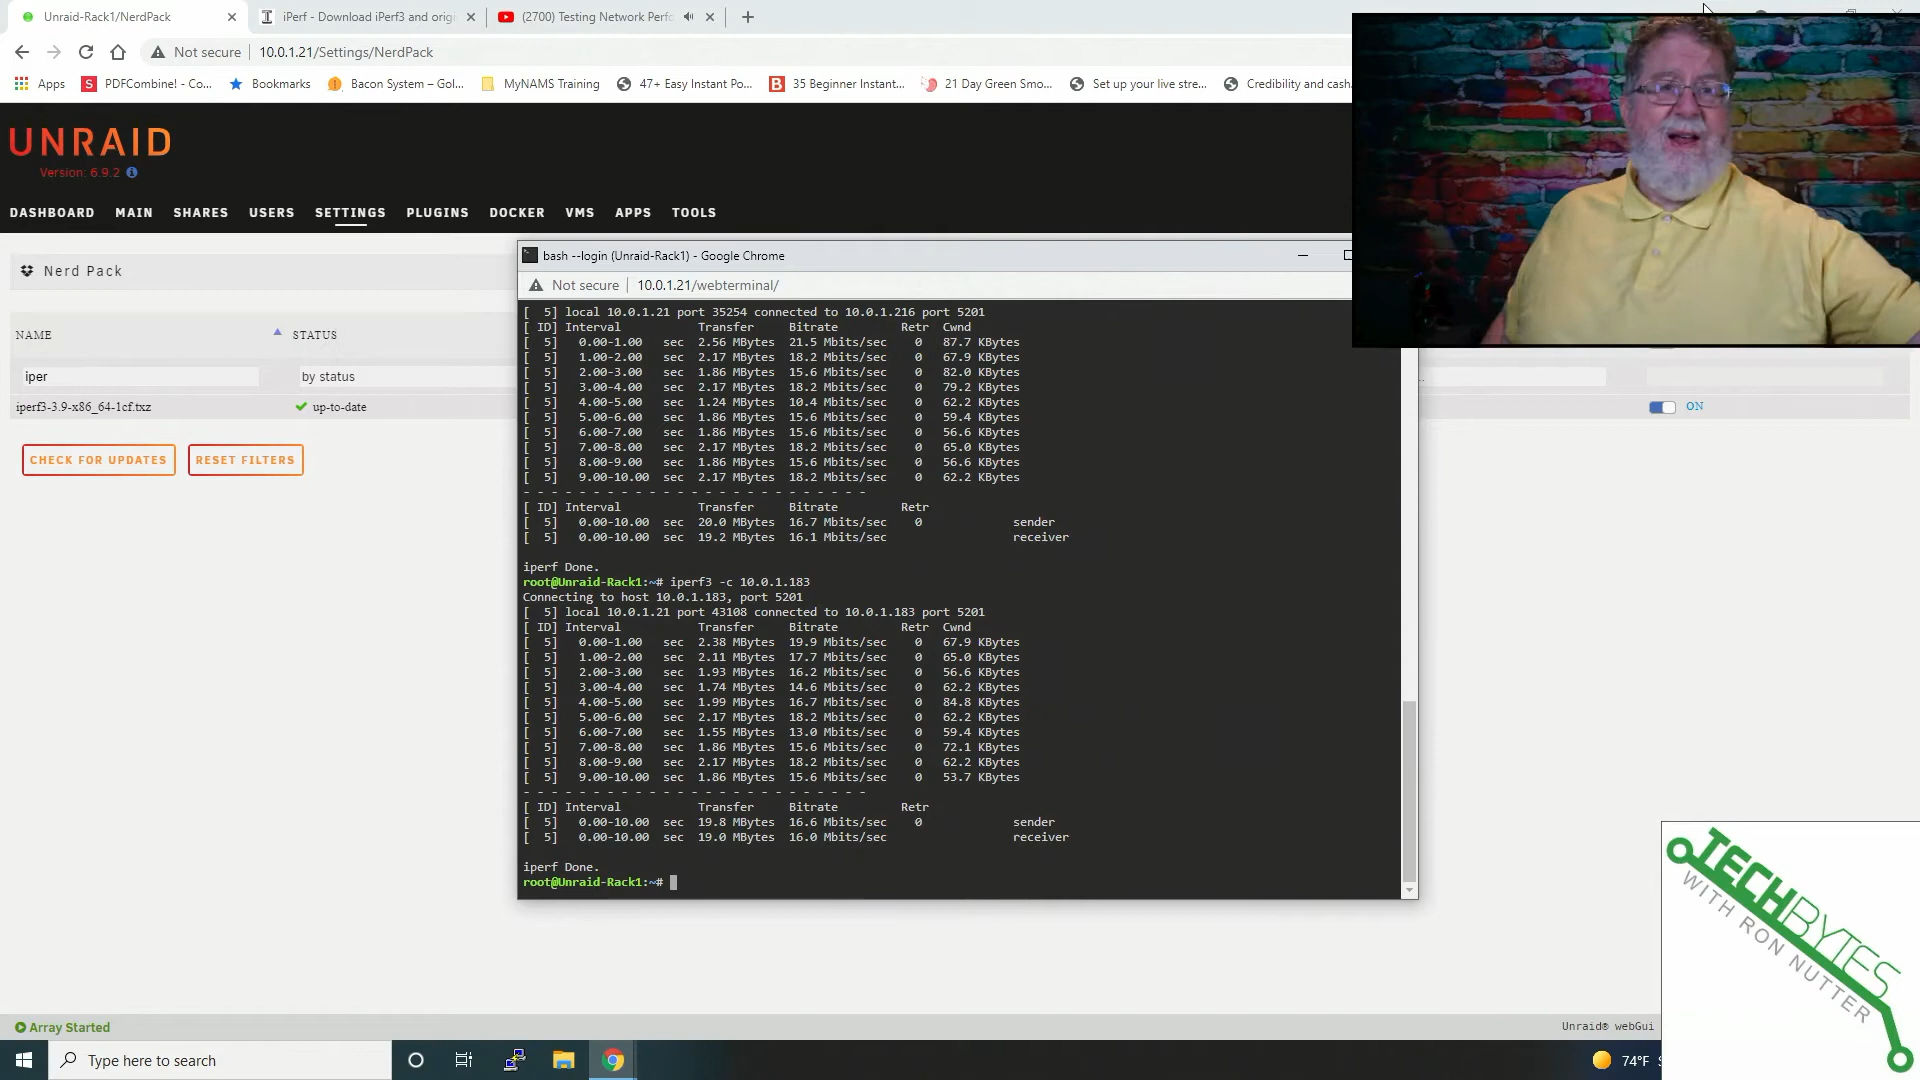 Unraid-Rack1/NerdPack
iPerf - Download iPerf3 and origi
(2700) Testing Network Perfo
Not secure
10.0.1.21/Settings/NerdPack
Apps
PDFCombine! - Co...
Bookmarks
Bacon System – Gol...
MyNAMS Training
47+ Easy Instant Po...
35 Beginner Instant...
21 Day Green Smo...
Set up your live stre...
Credibility and cash
UNRAID
Version: 6.9.2
DASHBOARD MAIN SHARES USERS SETTINGS PLUGINS DOCKER VMS APPS TOOLS
Nerd Pack
NAME STATUS
iper by status
iperf3-3.9-x86_64-1cf.txz up-to-date
ON
CHECK FOR UPDATES RESET FILTERS
bash --login (Unraid-Rack1) - Google Chrome
Not secure 10.0.1.21/webterminal/
[  5] local 10.0.1.21 port 35254 connected to 10.0.1.216 port 5201
[ ID] Interval Transfer Bitrate Retr Cwnd
[  5] 0.00-1.00 sec 2.56 MBytes 21.5 Mbits/sec 0 87.7 KBytes
[  5] 1.00-2.00 sec 2.17 MBytes 18.2 Mbits/sec 0 67.9 KBytes
[  5] 2.00-3.00 sec 1.86 MBytes 15.6 Mbits/sec 0 82.0 KBytes
[  5] 3.00-4.00 sec 2.17 MBytes 18.2 Mbits/sec 0 79.2 KBytes
[  5] 4.00-5.00 sec 1.24 MBytes 10.4 Mbits/sec 0 62.2 KBytes
[  5] 5.00-6.00 sec 1.86 MBytes 15.6 Mbits/sec 0 59.4 KBytes
[  5] 6.00-7.00 sec 1.86 MBytes 15.6 Mbits/sec 0 56.6 KBytes
[  5] 7.00-8.00 sec 2.17 MBytes 18.2 Mbits/sec 0 65.0 KBytes
[  5] 8.00-9.00 sec 1.86 MBytes 15.6 Mbits/sec 0 56.6 KBytes
[  5] 9.00-10.00 sec 2.17 MBytes 18.2 Mbits/sec 0 62.2 KBytes
- - - - - - - - - - - - - - - - - - - - - - - - -
[ ID] Interval Transfer Bitrate Retr
[  5] 0.00-10.00 sec 20.0 MBytes 16.7 Mbits/sec 0 sender
[  5] 0.00-10.00 sec 19.2 MBytes 16.1 Mbits/sec receiver
iperf Done.
root@Unraid-Rack1:~# iperf3 -c 10.0.1.183
Connecting to host 10.0.1.183, port 5201
[  5] local 10.0.1.21 port 43108 connected to 10.0.1.183 port 5201
[ ID] Interval Transfer Bitrate Retr Cwnd
[  5] 0.00-1.00 sec 2.38 MBytes 19.9 Mbits/sec 0 67.9 KBytes
[  5] 1.00-2.00 sec 2.11 MBytes 17.7 Mbits/sec 0 65.0 KBytes
[  5] 2.00-3.00 sec 1.93 MBytes 16.2 Mbits/sec 0 56.6 KBytes
[  5] 3.00-4.00 sec 1.74 MBytes 14.6 Mbits/sec 0 62.2 KBytes
[  5] 4.00-5.00 sec 1.99 MBytes 16.7 Mbits/sec 0 84.8 KBytes
[  5] 5.00-6.00 sec 2.17 MBytes 18.2 Mbits/sec 0 62.2 KBytes
[  5] 6.00-7.00 sec 1.55 MBytes 13.0 Mbits/sec 0 59.4 KBytes
[  5] 7.00-8.00 sec 1.86 MBytes 15.6 Mbits/sec 0 72.1 KBytes
[  5] 8.00-9.00 sec 2.17 MBytes 18.2 Mbits/sec 0 62.2 KBytes
[  5] 9.00-10.00 sec 1.86 MBytes 15.6 Mbits/sec 0 53.7 KBytes
- - - - - - - - - - - - - - - - - - - - - - - - -
[ ID] Interval Transfer Bitrate Retr
[  5] 0.00-10.00 sec 19.8 MBytes 16.6 Mbits/sec 0 sender
[  5] 0.00-10.00 sec 19.0 MBytes 16.0 Mbits/sec receiver
iperf Done.
root@Unraid-Rack1:~#
TECHBYTES
WITH RON NUTTER
Array Started
Unraid® webGui
Type here to search
74°F